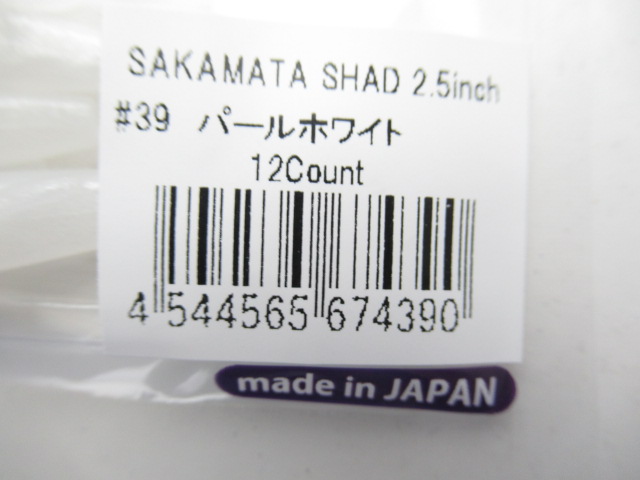 SAKAMATA SHAD 2.5inch
#39 パールホワイト
12Count
4 544565 674390
made in JAPAN